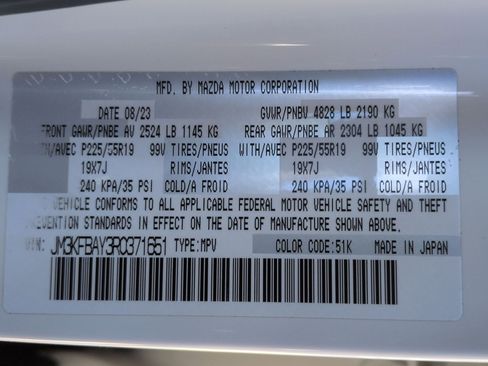 MFD. BY MAZDA MOTOR CORPORATION
DATE 08/23 GVWR/PNBV 4828 LB 2190 KG
FRONT GAWR/PNBE AV 2524 LB 1145 KG REAR GAWR/PNBE AR 2304 LB 1045 KG
WITH/AVEC P225/55R19 99V TIRES/PNEUS WITH/AVEC P225/55R19 99V TIRES/PNEUS
19X7J RIMS/JANTES 19X7J RIMS/JANTES
240 KPA/35 PSI COLD/A FROID 240 KPA/35 PSI COLD/A FROID
VEHICLE CONFORMS TO ALL APPLICABLE FEDERAL MOTOR VEHICLE SAFETY AND THEFT
PREVENTION STANDARDS IN EFFECT ON THE DATE OF MANUFACTURE SHOWN ABOVE.
VIN: JM3KFBAY3R0371651 TYPE:MPV COLOR CODE:51K MADE IN JAPAN